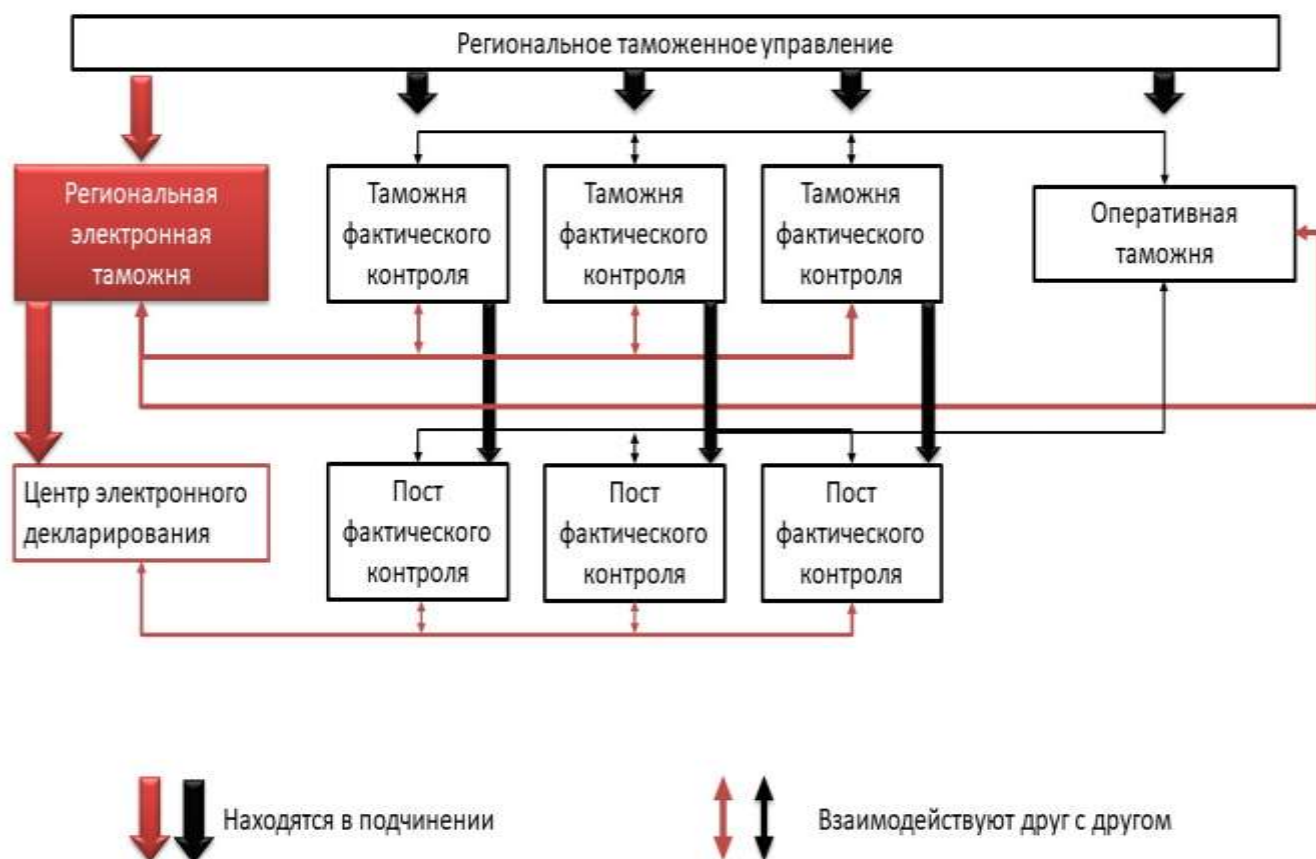 Региональное таможенное управление
Региональная
электронная
таможня
Таможня
фактического
контроля
Таможня
фактического
контроля
Таможня
фактического
контроля
Оперативная
таможня
Центр электронного
декларирования
Пост
фактического
контроля
Пост
фактического
контроля
Пост
фактического
контроля
Находятся в подчинении
Взаимодействуют друг с другом